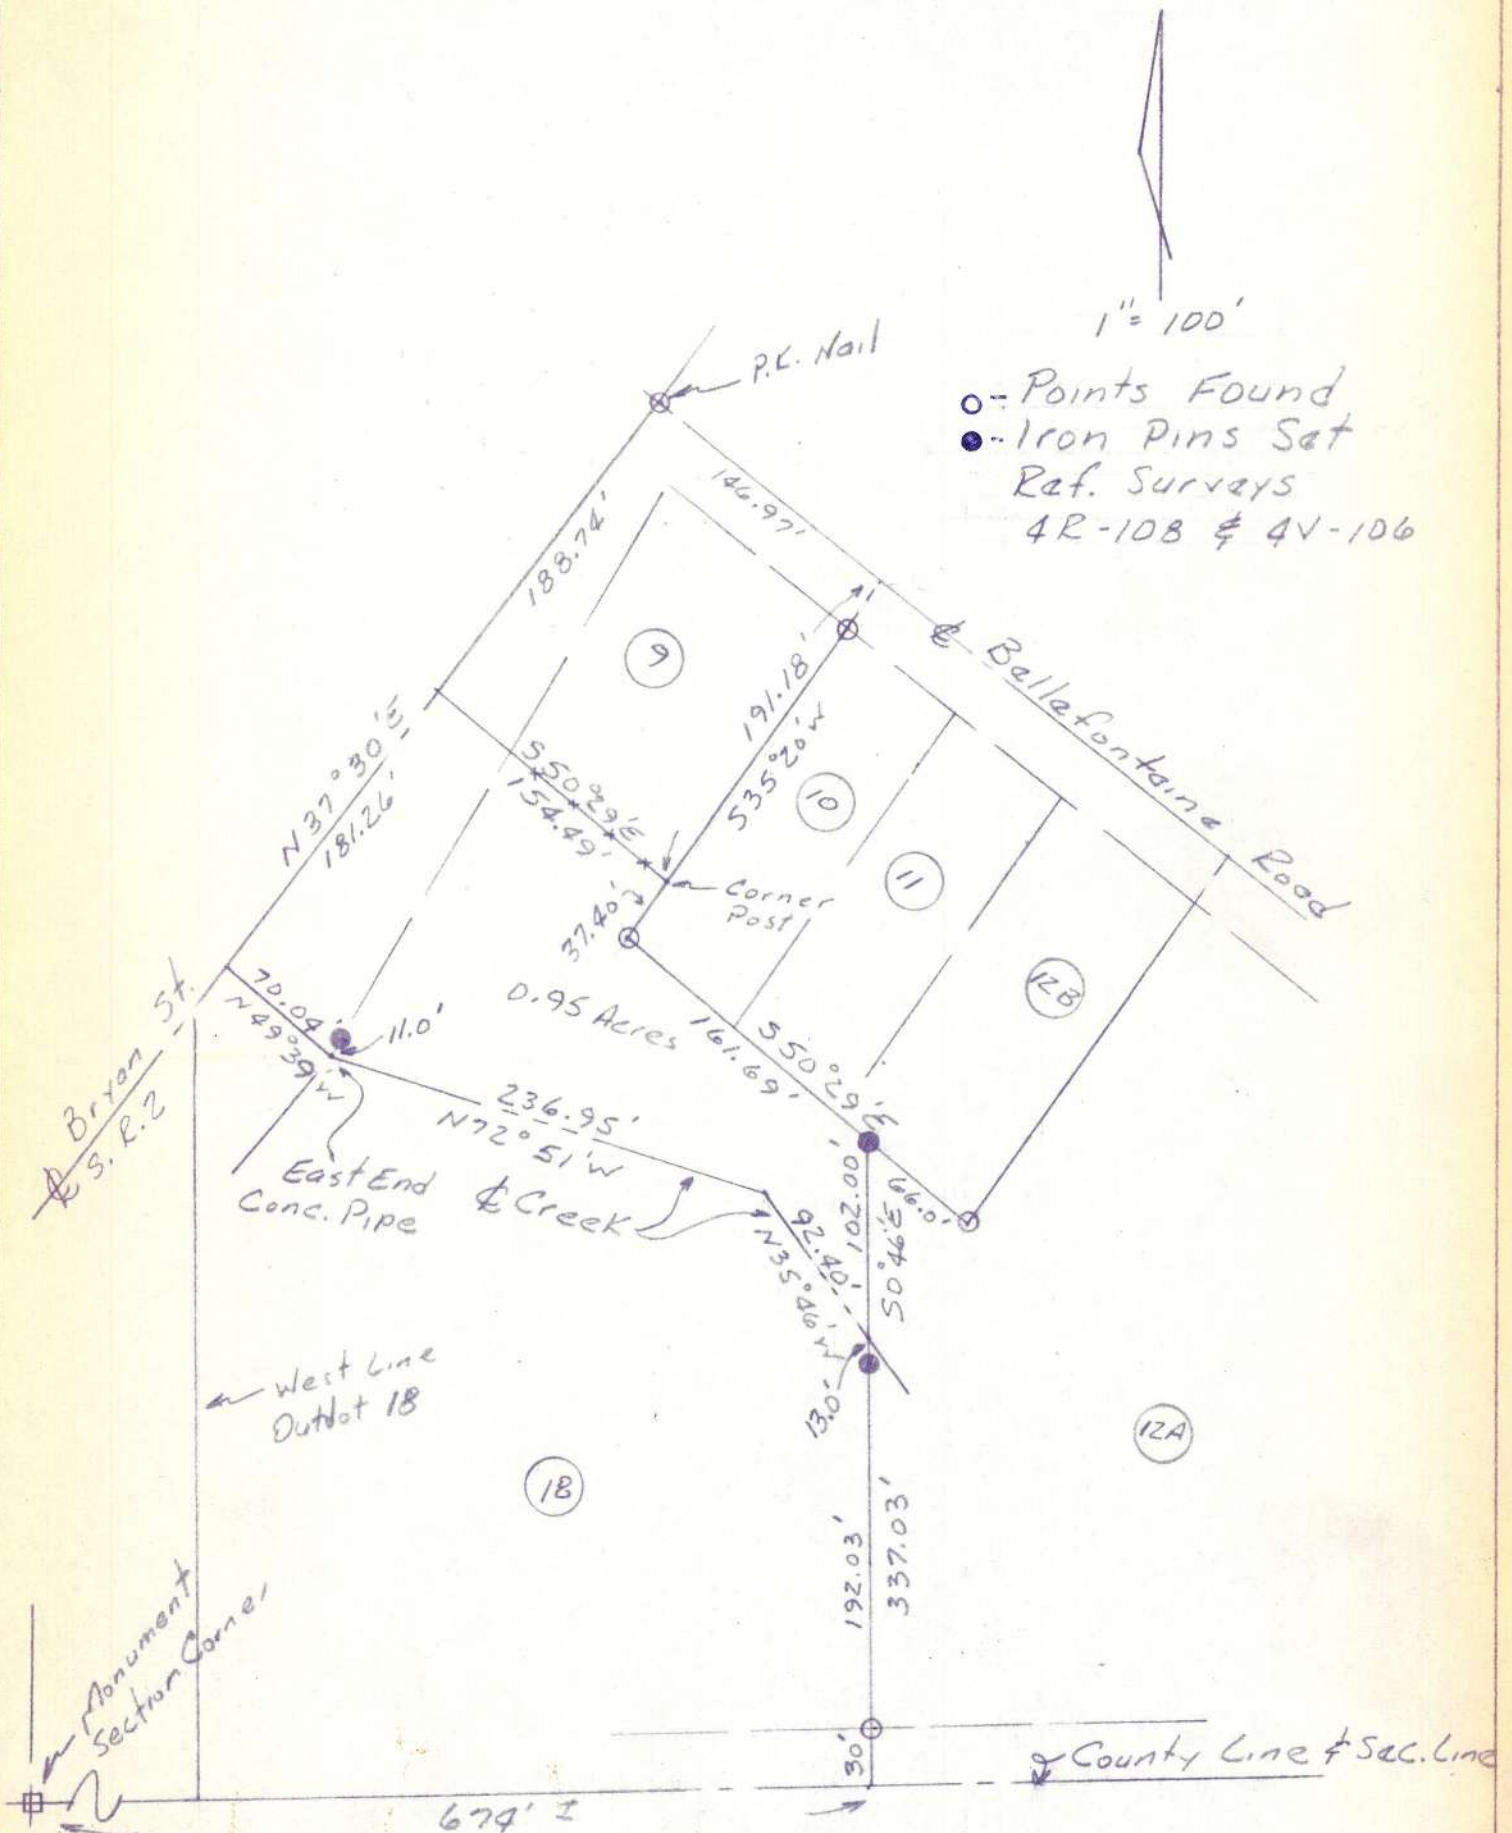 1"= 100'
P.K. Nail
O - Points Found
● - Iron Pins Set
Ref. Surveys
4R-108 & 4V-106
146.97'
188.74'
9
℄ Bellefontaine Road
191.18'
S35°20'W
N37°30'E
181.26'
S50°29'E
154.49'
10
11
Corner
Post
37.40'
12B
0.95 Acres
S50°29'E
161.69'
70.04'
N49°39'W
11.0'
℄ Bryan St.
S.R.2
236.95'
N72°51'W
East End
Conc. Pipe
℄ Creek
102.00'
S0°46'E
66.0'
92.40'
N35°46'W
13.0'
West Line
Outlot 18
12A
18
192.03'
337.03'
Monument
Section Corner
30'
County Line & Sec. Line
674' ±